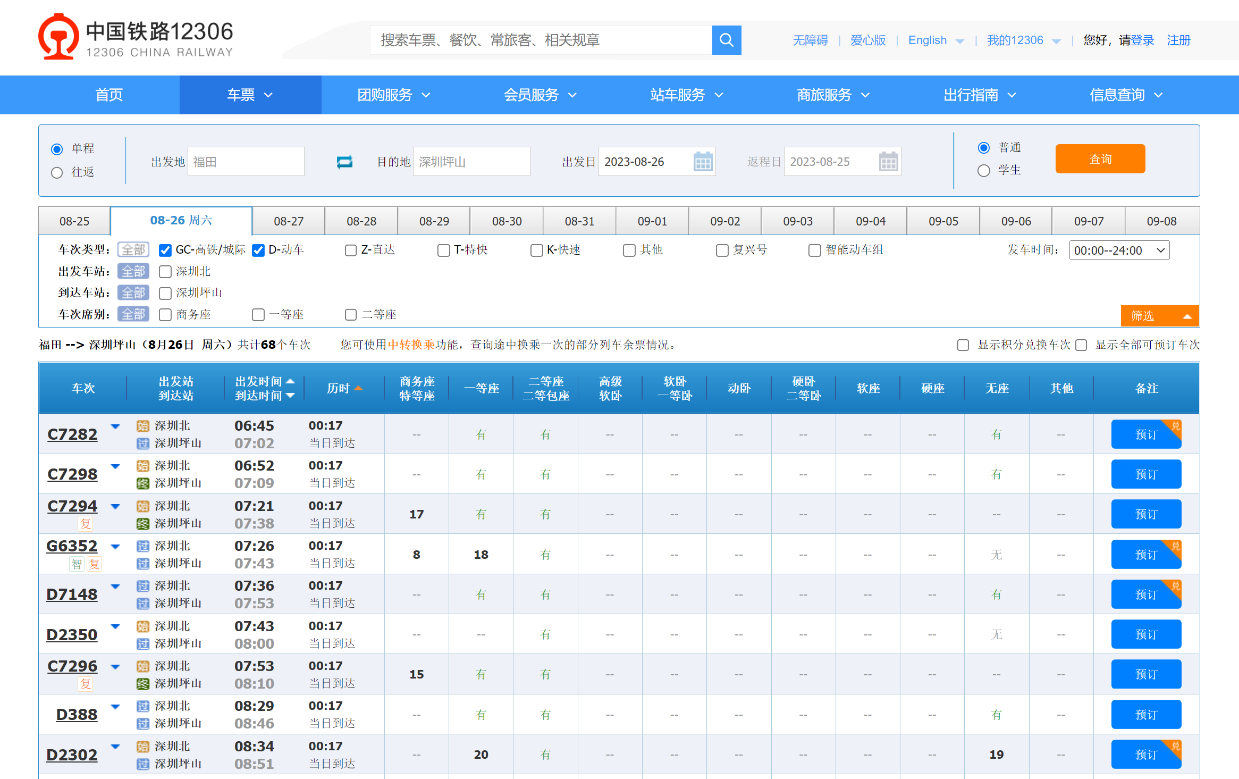 中国铁路12306
12306 CHINA RAILWAY
搜索车票、餐饮、常旅客、相关规章
无障碍 | 爱心版 | English | 我的12306 | 您好，请登录 注册
首页 车票 团购服务 会员服务 站车服务 商旅服务 出行指南 信息查询
单程
往返
出发地 福田 目的地 深圳坪山 出发日 2023-08-26 返程日 2023-08-25
普通
学生
查询
08-25 08-26 周六 08-27 08-28 08-29 08-30 08-31 09-01 09-02 09-03 09-04 09-05 09-06 09-07 09-08
车次类型： 全部 GC-高铁/城际 D-动车 Z-直达 T-特快 K-快速 其他 复兴号 智能动车组 发车时间： 00:00--24:00
出发车站： 全部 深圳北
到达车站： 全部 深圳坪山
车次席别： 全部 商务座 一等座 二等座
筛选
福田 --> 深圳坪山（8月26日 周六）共计68个车次 您可使用中转换乘功能，查询途中换乘一次的部分列车余票情况。 显示积分兑换车次 显示全部可预订车次
车次 出发站 到达站 出发时间 到达时间 历时 商务座 特等座 一等座 二等座 二等包座 高级 软卧 软卧 一等卧 动卧 硬卧 二等卧 软座 硬座 无座 其他 备注
C7282 始 深圳北 06:45 00:17 -- 有 有 -- -- -- -- -- -- 有 -- 预订 兑
过 深圳坪山 07:02 当日到达
C7298 始 深圳北 06:52 00:17 -- 有 有 -- -- -- -- -- -- 有 -- 预订
终 深圳坪山 07:09 当日到达
C7294 始 深圳北 07:21 00:17 17 有 有 -- -- -- -- -- -- -- -- 预订
复 终 深圳坪山 07:38 当日到达
G6352 过 深圳北 07:26 00:17 8 18 有 -- -- -- -- -- -- 无 -- 预订 兑
智 复 过 深圳坪山 07:43 当日到达
D7148 过 深圳北 07:36 00:17 -- 有 有 -- -- -- -- -- -- 有 -- 预订 兑
过 深圳坪山 07:53 当日到达
D2350 始 深圳北 07:43 00:17 -- -- 有 -- -- -- -- -- -- 无 -- 预订
过 深圳坪山 08:00 当日到达
C7296 始 深圳北 07:53 00:17 15 有 有 -- -- -- -- -- -- -- -- 预订
复 终 深圳坪山 08:10 当日到达
D388 过 深圳北 08:29 00:17 -- 有 有 -- -- -- -- -- -- 有 -- 预订
过 深圳坪山 08:46 当日到达
D2302 始 深圳北 08:34 00:17 -- 20 有 -- -- -- -- -- -- 19 -- 预订 兑
过 深圳坪山 08:51 当日到达